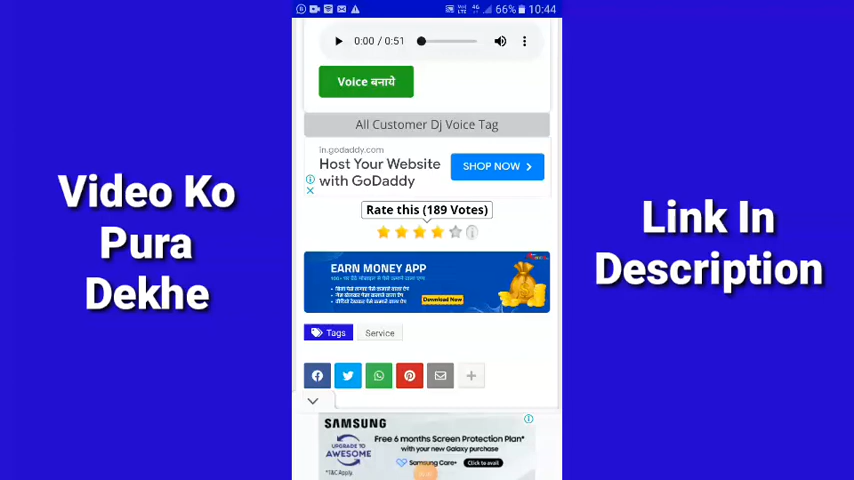 66% 10:44
0:00 / 0:51
Voice बनाये
All Customer Dj Voice Tag
In.godaddy.com
Host Your Website
with GoDaddy
SHOP NOW
Rate this (189 Votes)
EARN MONEY APP
Download Now
Tags
Service
SAMSUNG
UPGRADE TO
AWESOME
*T&C Apply.
Free 6 months Screen Protection Plan*
with your new Galaxy purchase
Samsung Care+
Click to avail
Video Ko
Pura
Dekhe
Link In
Description